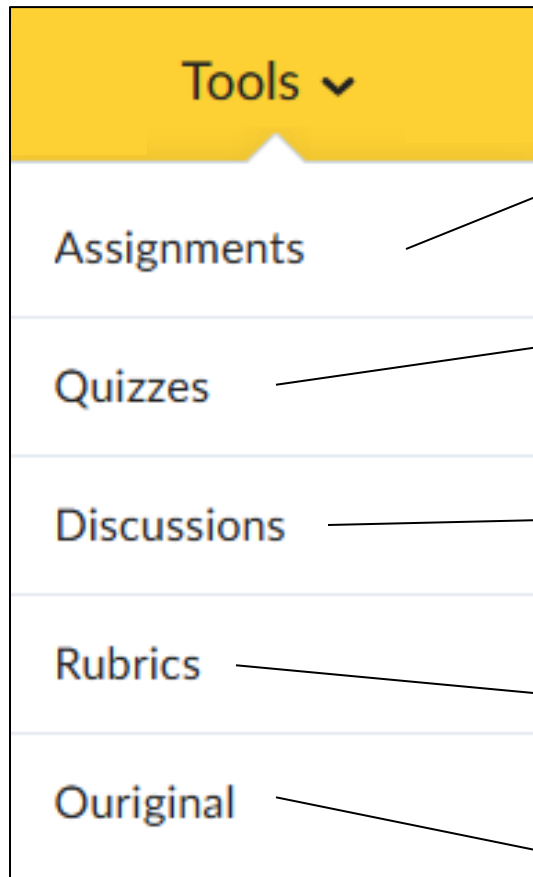 Tools
Assignments
Quizzes
Discussions
Rubrics
Ouriginal